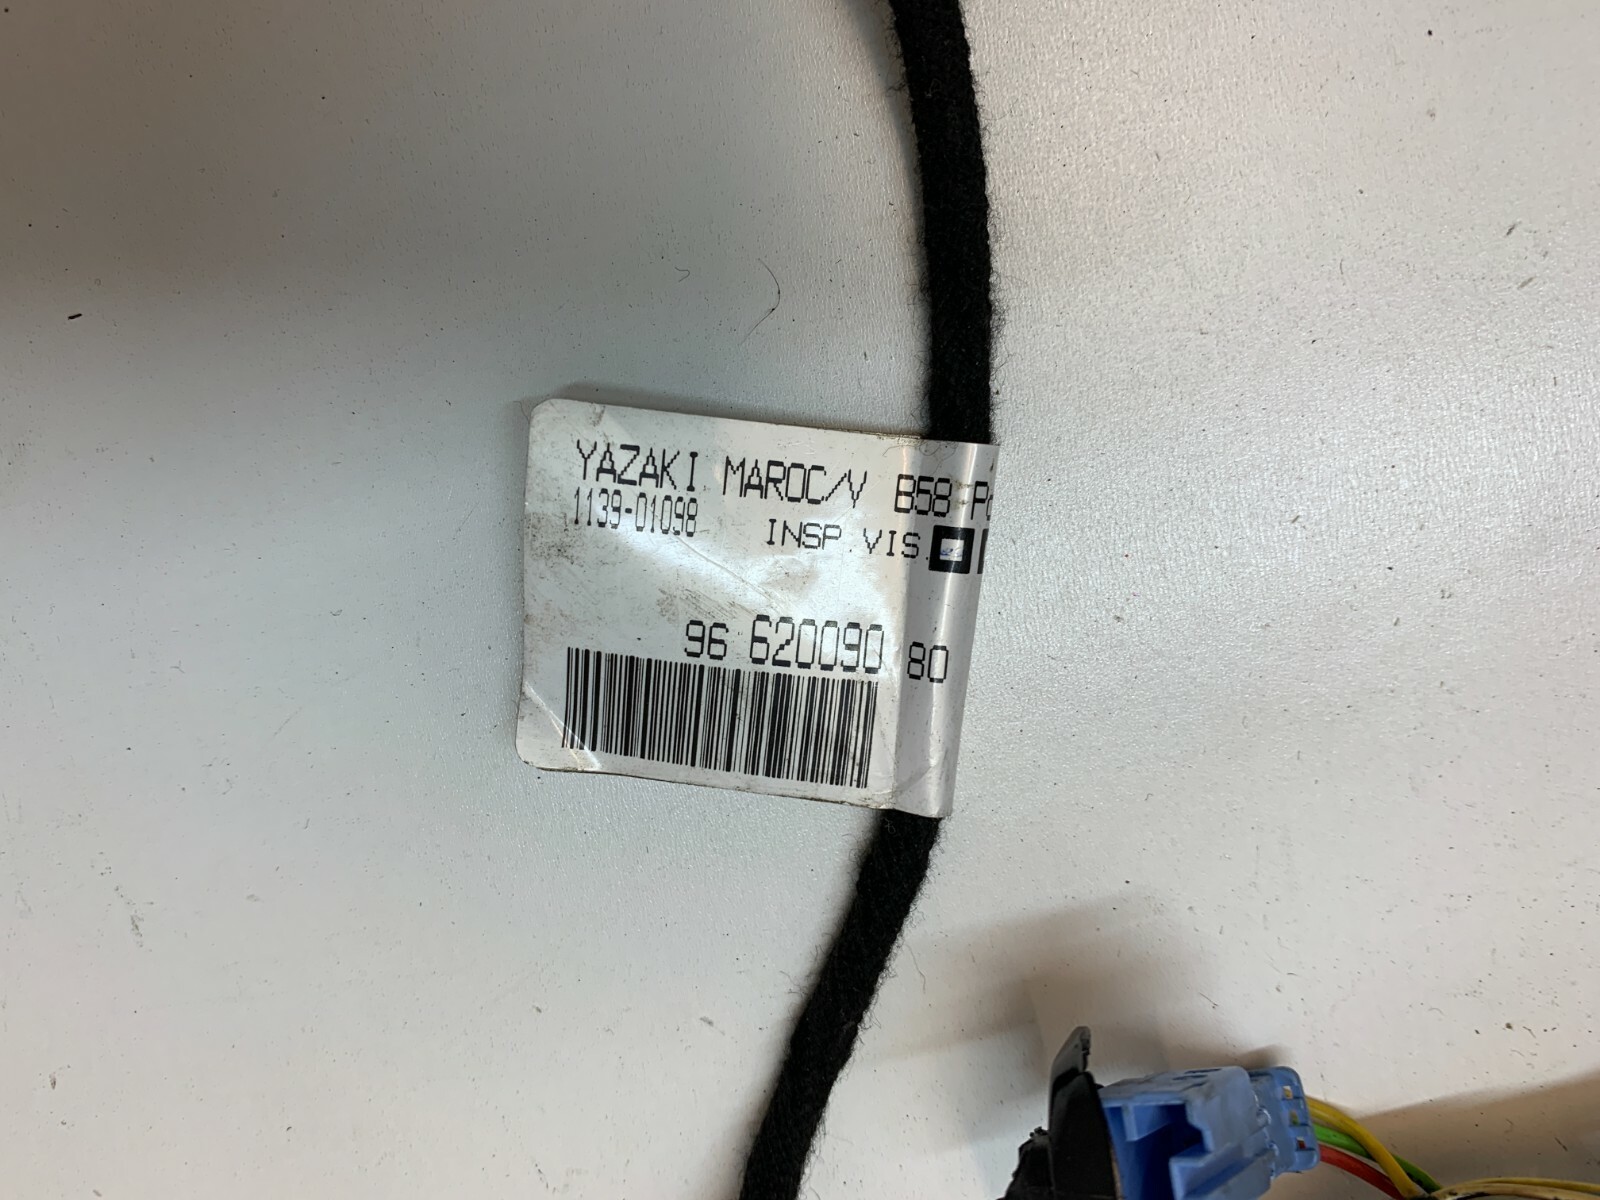 YAZAKI MAROC/V B58
1139-01098 INSP.VIS.
96 620090 80